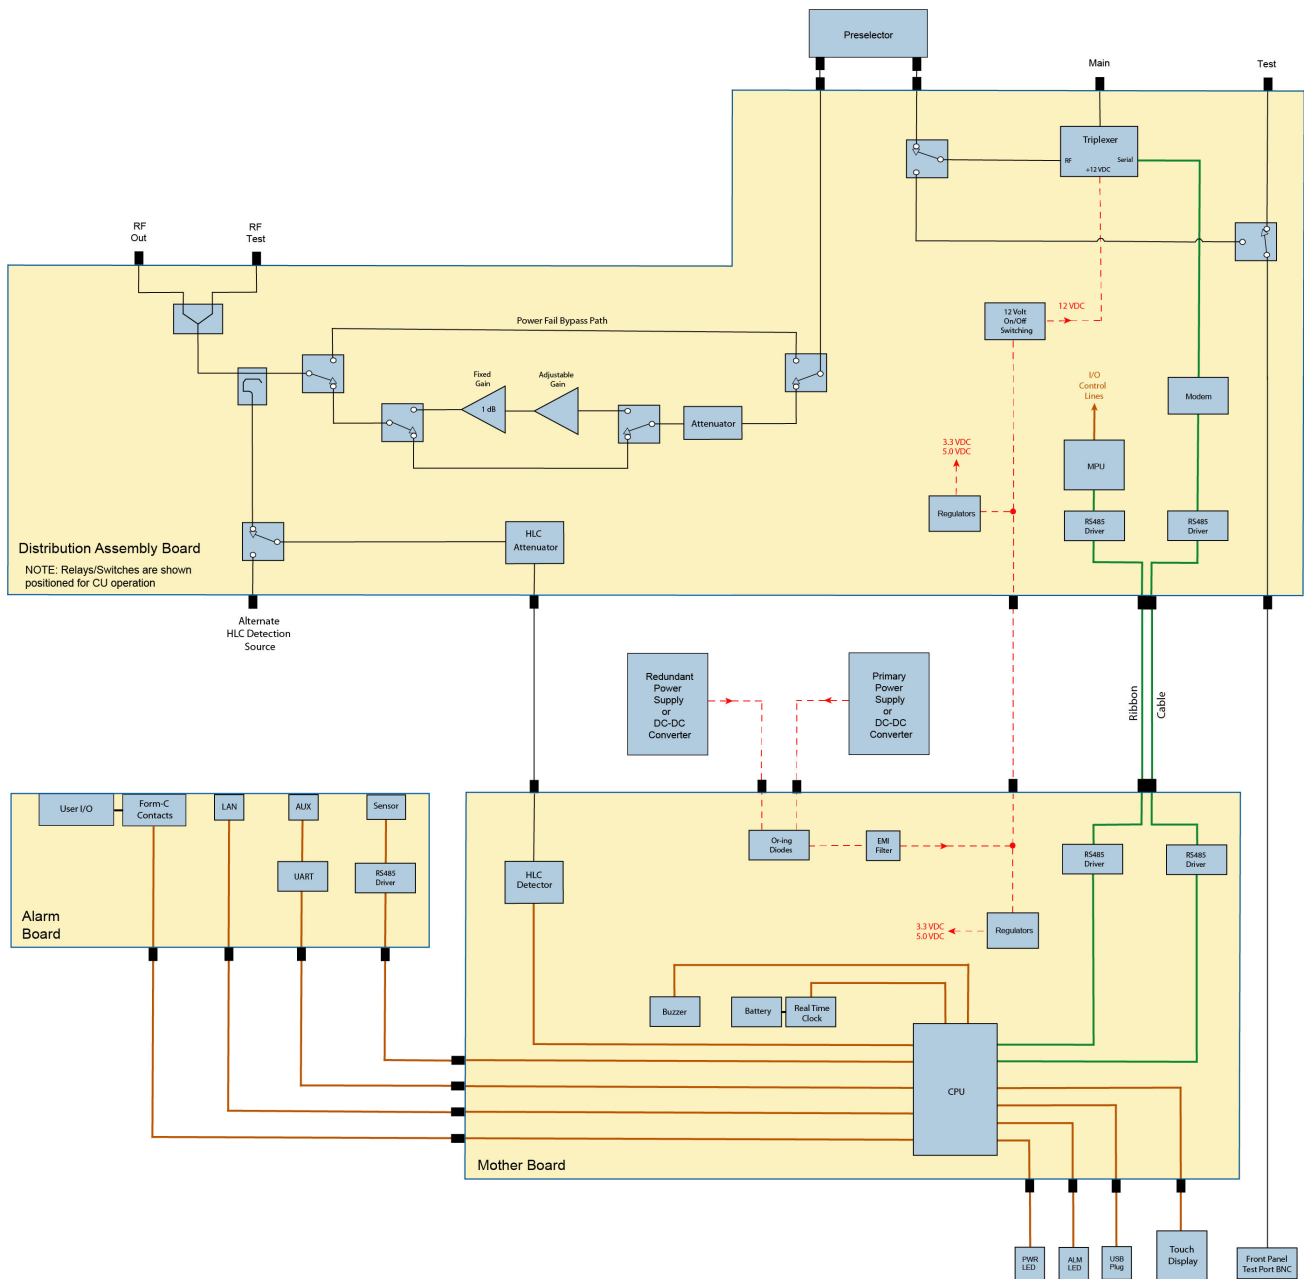 Preselector
Main
Test
Triplexer
RF
Serial
+12 VDC
RF
Out
RF
Test
Power Fail Bypass Path
12 Volt
On/Off
Switching
12 VDC
Fixed
Gain
Adjustable
Gain
1 dB
Attenuator
I/O
Control
Lines
Modem
3.3 VDC
5.0 VDC
MPU
Regulators
RS485
Driver
RS485
Driver
HLC
Attenuator
Distribution Assembly Board
NOTE: Relays/Switches are shown
positioned for CU operation
Alternate
HLC Detection
Source
Redundant
Power
Supply
or
DC-DC
Converter
Primary
Power
Supply
or
DC-DC
Converter
Ribbon
Cable
User I/O
Form-C
Contacts
LAN
AUX
Sensor
UART
RS485
Driver
Alarm
Board
Or-ing
Diodes
EMI
Filter
HLC
Detector
RS485
Driver
RS485
Driver
3.3 VDC
5.0 VDC
Regulators
Buzzer
Battery
Real Time
Clock
CPU
Mother Board
PWR
LED
ALM
LED
USB
Plug
Touch
Display
Front Panel
Test Port BNC